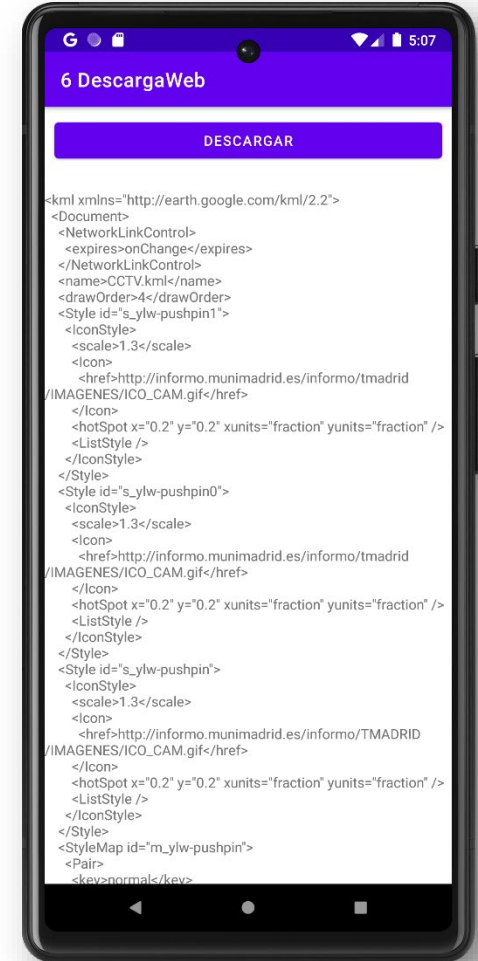 G 5:07
6 DescargaWeb
DESCARGAR
<kml xmlns="http://earth.google.com/kml/2.2">
<Document>
<NetworkLinkControl>
<expires>onChange</expires>
</NetworkLinkControl>
<name>CCTV.kml</name>
<drawOrder>4</drawOrder>
<Style id="s_ylw-pushpin1">
<IconStyle>
<scale>1.3</scale>
<Icon>
<href>http://informo.munimadrid.es/informo/tmadrid
/IMAGENES/ICO_CAM.gif</href>
</Icon>
<hotSpot x="0.2" y="0.2" xunits="fraction" yunits="fraction" />
<ListStyle />
</IconStyle>
</Style>
<Style id="s_ylw-pushpin0">
<IconStyle>
<scale>1.3</scale>
<Icon>
<href>http://informo.munimadrid.es/informo/tmadrid
/IMAGENES/ICO_CAM.gif</href>
</Icon>
<hotSpot x="0.2" y="0.2" xunits="fraction" yunits="fraction" />
<ListStyle />
</IconStyle>
</Style>
<Style id="s_ylw-pushpin">
<IconStyle>
<scale>1.3</scale>
<Icon>
<href>http://informo.munimadrid.es/informo/TMADRID
/IMAGENES/ICO_CAM.gif</href>
</Icon>
<hotSpot x="0.2" y="0.2" xunits="fraction" yunits="fraction" />
<ListStyle />
</IconStyle>
</Style>
<StyleMap id="m_ylw-pushpin">
<Pair>
<key>normal</key>